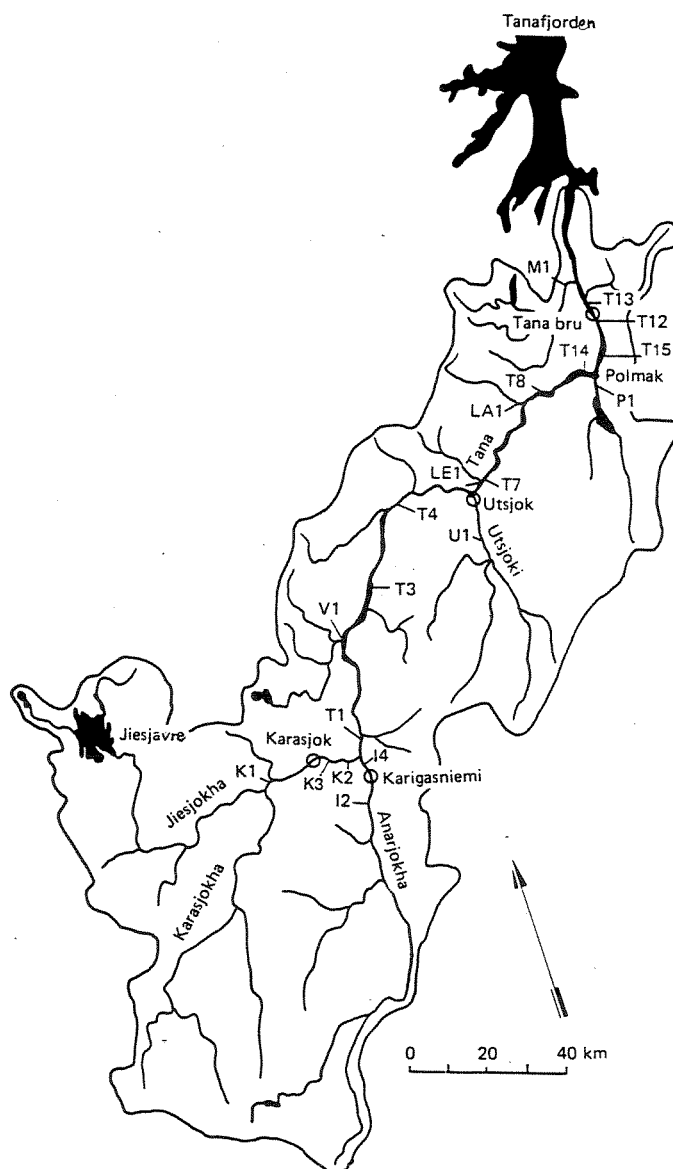 Tanafjorden
M1
T13
Tana bru
T12
T14
T15
T8
Polmak
LA1
P1
Tana
LE1
T7
Utsjok
T4
U1
Utsjoki
T3
V1
Jiesjavre
T1
Karasjok
I4
K1
K3
K2
Karigasniemi
I2
Jiesjokha
Anarjokha
Karasjokha
0 20 40 km